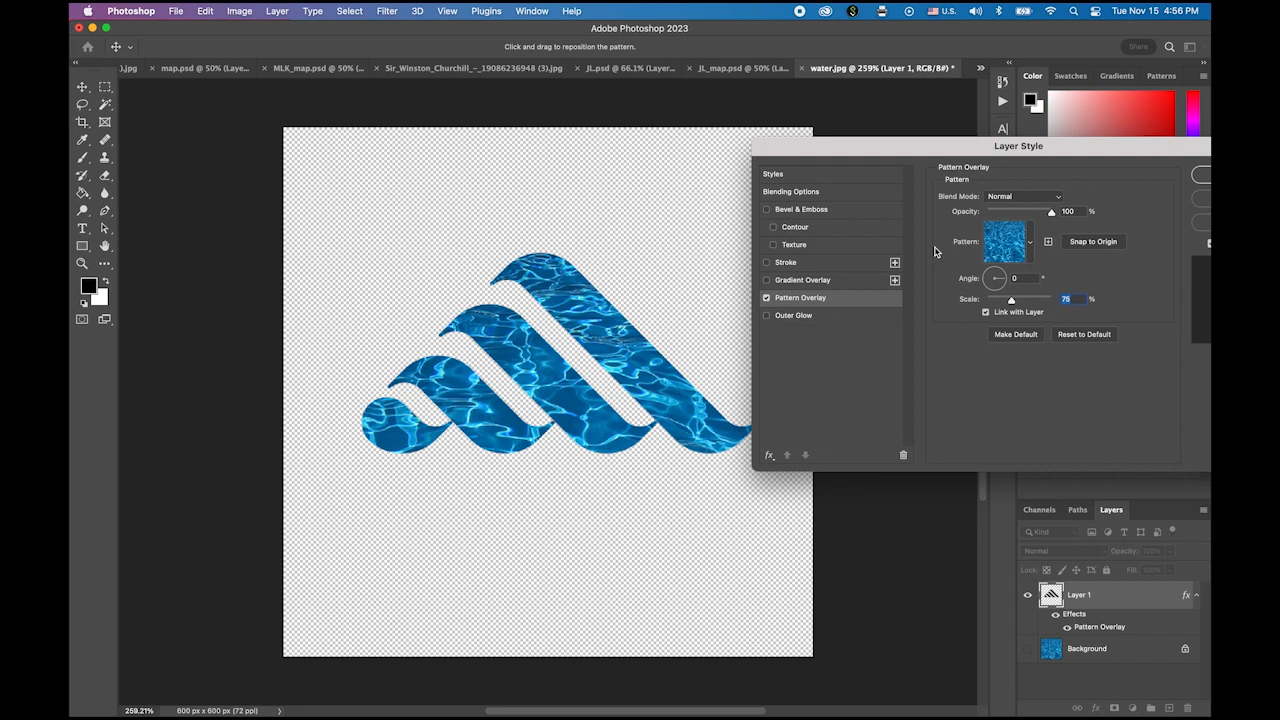 Photoshop File Edit Image Layer Type Select Filter 3D View Plugins Window Help U.S. Tue Nov 15 4:56 PM
Adobe Photoshop 2023
Click and drag to reposition the pattern.
Share
).jpg map.psd @ 50% (Laye... MLK_map.psd @ 50% (... Sir_Winston_Churchill_-_19086236948 (3).jpg JL.psd @ 66.1% (Layer... JL_map.psd @ 50% (La... water.jpg @ 259% (Layer 1, RGB/8#) *
Color Swatches Gradients Patterns
Layer Style
Styles
Blending Options
Bevel & Emboss
Contour
Texture
Stroke
Gradient Overlay
Pattern Overlay
Outer Glow
fx
Pattern Overlay
Pattern
Blend Mode: Normal
Opacity: 100 %
Pattern: Snap to Origin
Angle: 0 °
Scale: 75 %
Link with Layer
Make Default Reset to Default
Channels Paths Layers
Kind
Normal Opacity: 100%
Lock: Fill: 100%
Layer 1 fx
Effects
Pattern Overlay
Background
fx
259.21% 600 px x 600 px (72 ppi)